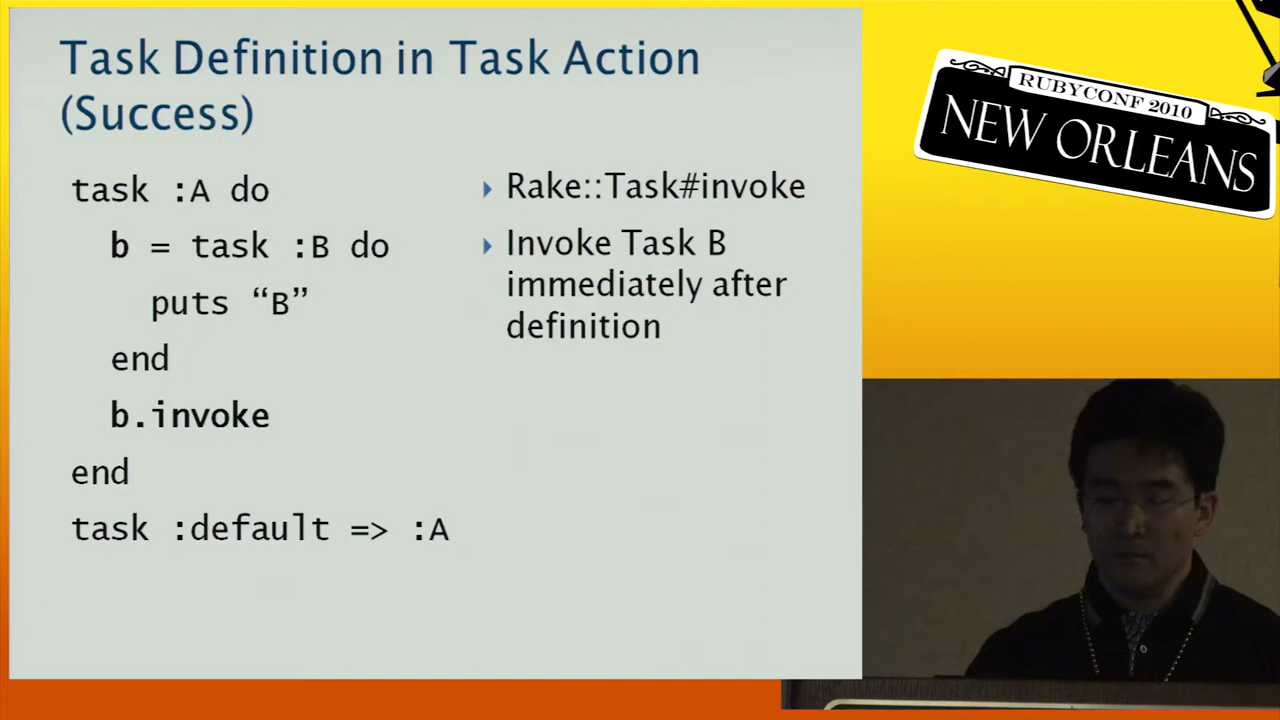 Task Definition in Task Action
(Success)
task :A do
b = task :B do
puts “B”
end
b.invoke
end
task :default => :A
Rake::Task#invoke
Invoke Task B
immediately after
definition
RUBYCONF 2010
NEW ORLEANS